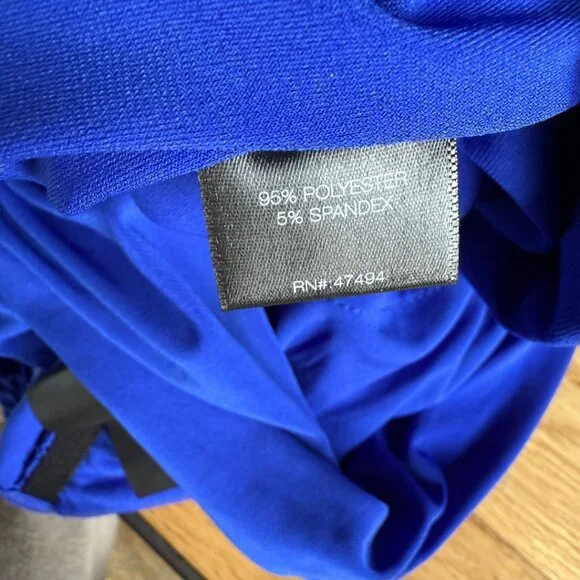 95% POLYESTER
5% SPANDEX
RN#: 47494